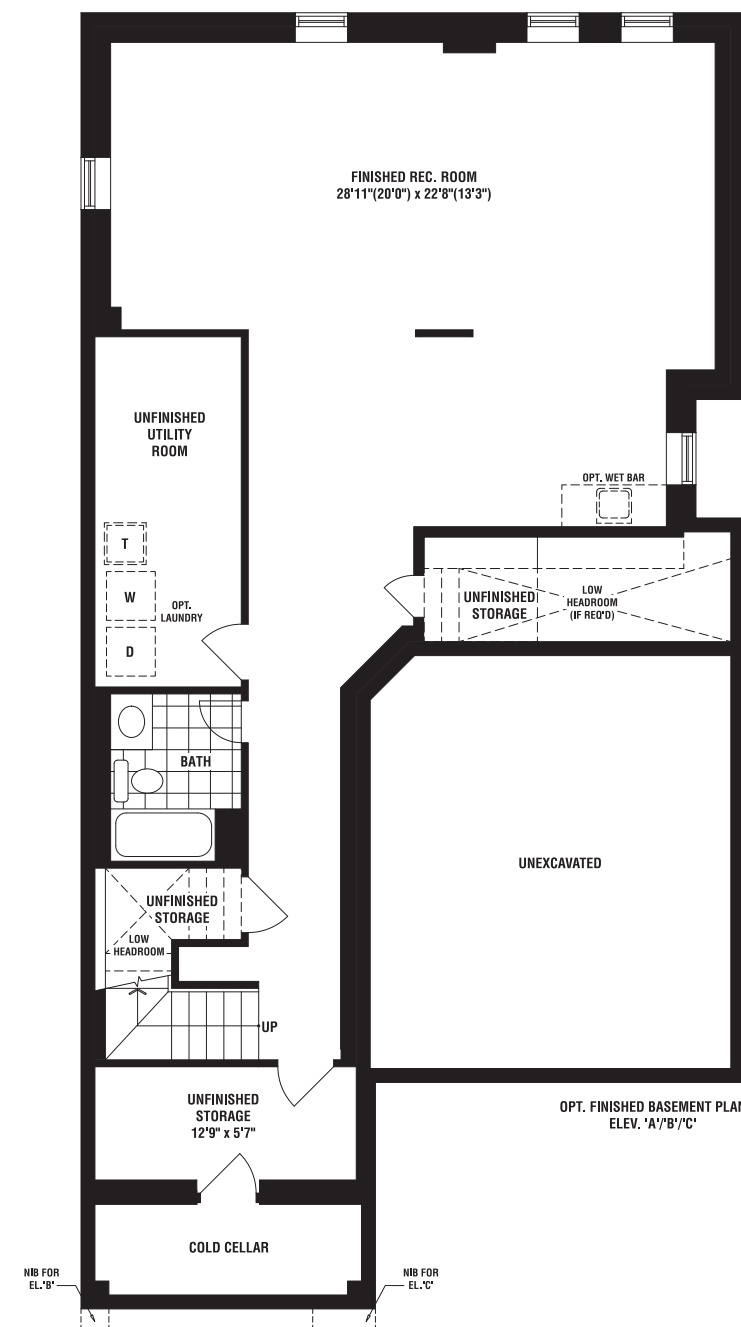 FINISHED REC. ROOM
28'11"(20'0") x 22'8"(13'3")
UNFINISHED
UTILITY
ROOM
OPT. WET BAR
T
W
OPT.
LAUNDRY
D
UNFINISHED
STORAGE
LOW
HEADROOM
(IF REQ'D)
BATH
UNEXCAVATED
UNFINISHED
STORAGE
LOW
HEADROOM
UP
UNFINISHED
STORAGE
12'9" x 5'7"
OPT. FINISHED BASEMENT PLAN
ELEV. 'A'/'B'/'C'
COLD CELLAR
NIB FOR
EL.'B'
NIB FOR
EL.'C'